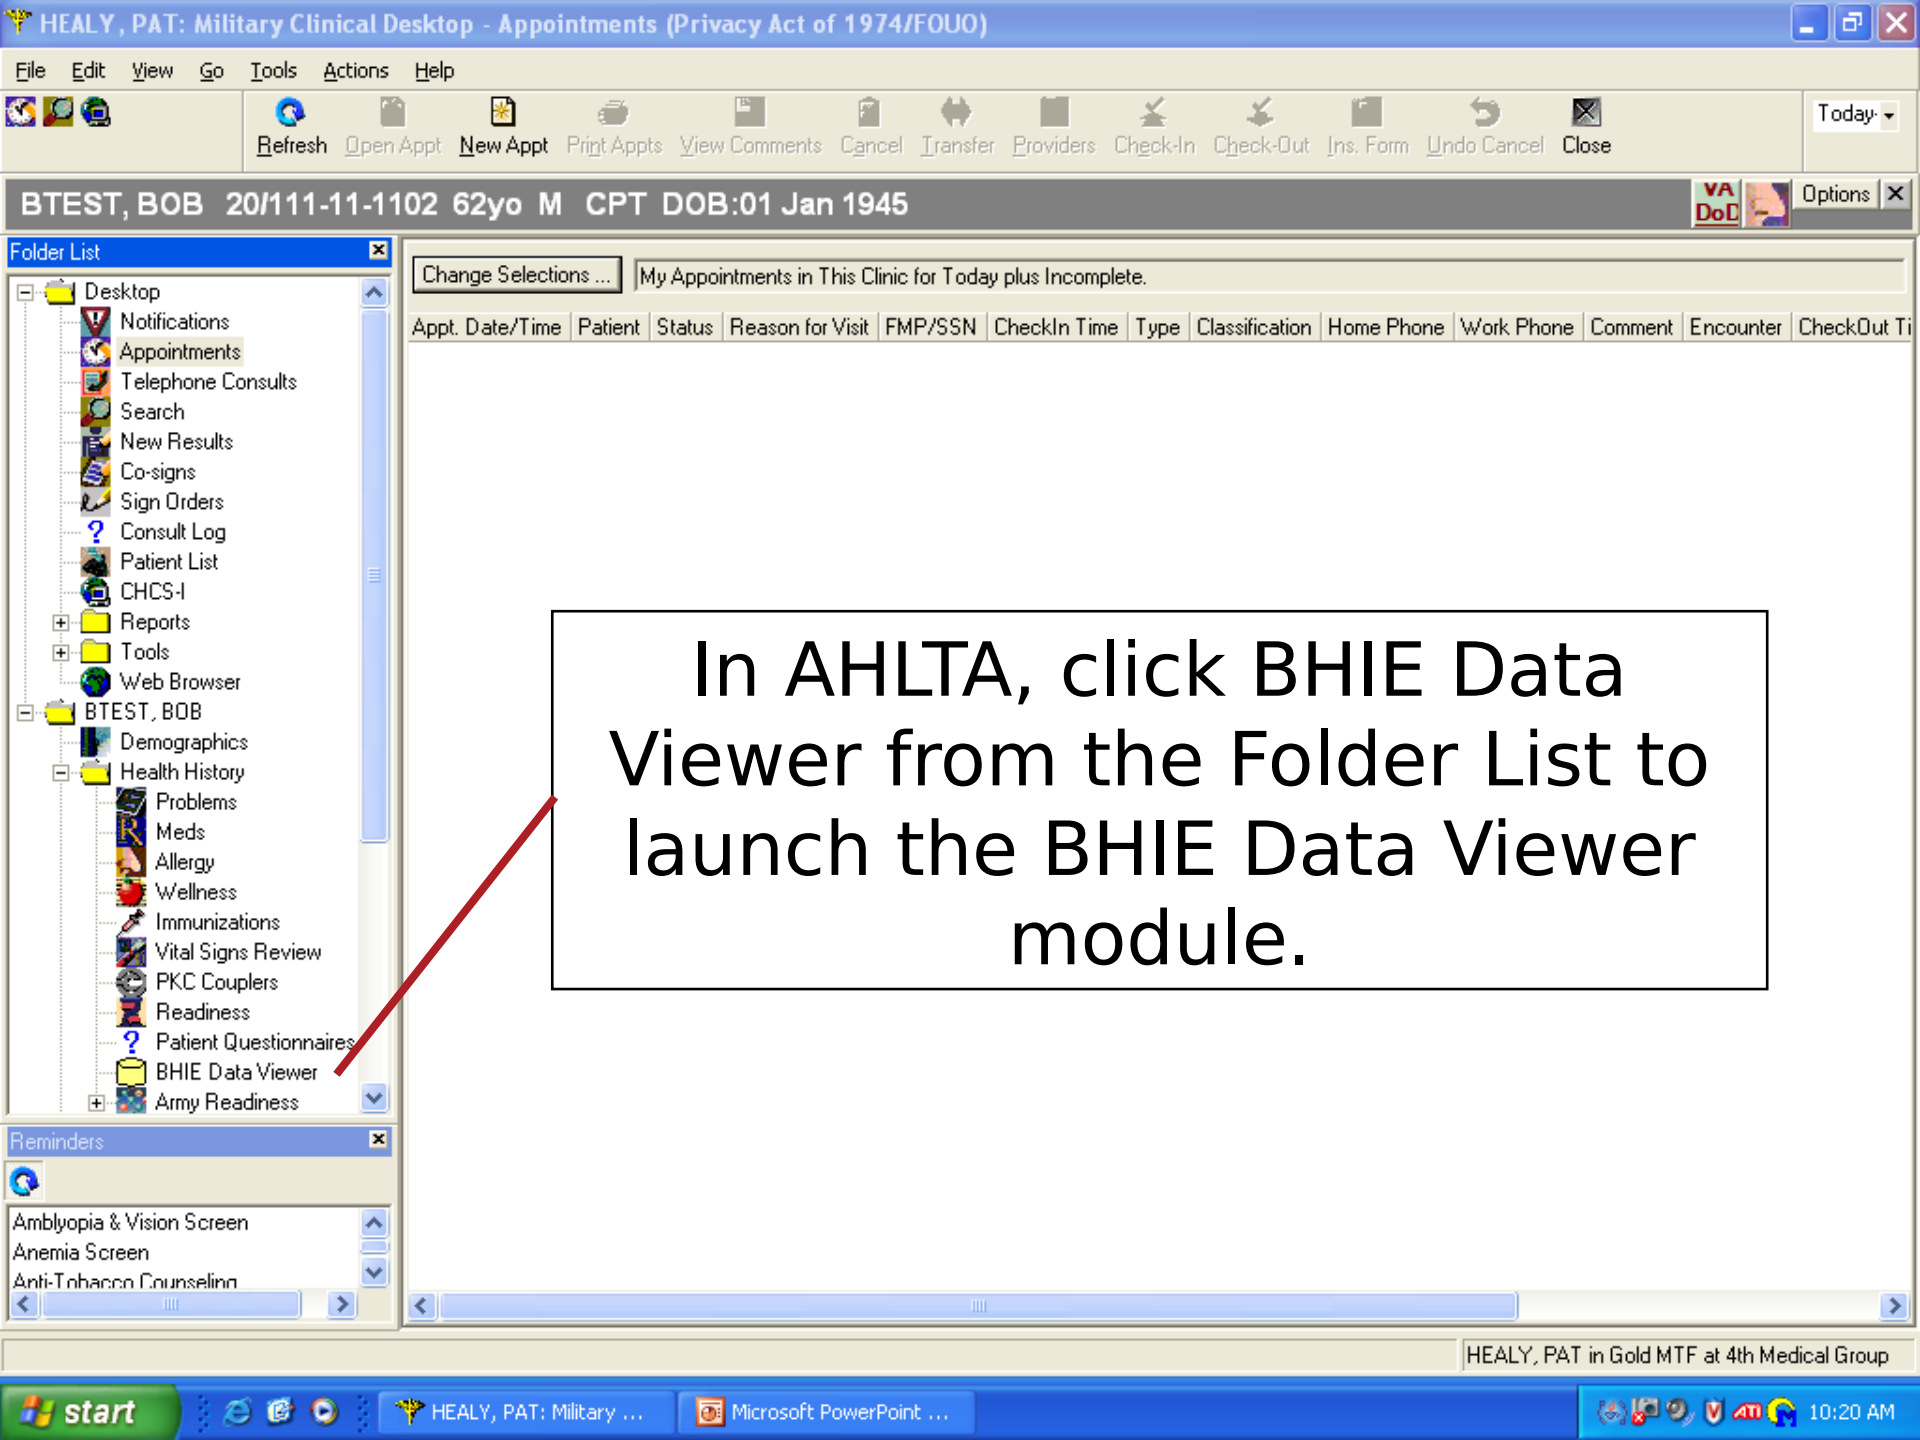 HEALY, PAT: Military Clinical Desktop - Appointments (Privacy Act of 1974/FOUO)
File Edit View Go Tools Actions Help
Refresh Open Appt New Appt Print Appts View Comments Cancel Transfer Providers Check-In Check-Out Ins. Form Undo Cancel Close
Today
BTEST, BOB 20/111-11-1102 62yo M CPT DOB:01 Jan 1945
VA
DoD
Options
Folder List
Desktop
Notifications
Appointments
Telephone Consults
Search
New Results
Co-signs
Sign Orders
Consult Log
Patient List
CHCS-I
Reports
Tools
Web Browser
BTEST, BOB
Demographics
Health History
Problems
Meds
Allergy
Wellness
Immunizations
Vital Signs Review
PKC Couplers
Readiness
Patient Questionnaires
BHIE Data Viewer
Army Readiness
Reminders
Amblyopia & Vision Screen
Anemia Screen
Anti-Tobacco Counseling
Change Selections ... My Appointments in This Clinic for Today plus Incomplete.
Appt. Date/Time Patient Status Reason for Visit FMP/SSN CheckIn Time Type Classification Home Phone Work Phone Comment Encounter CheckOut Ti
In AHLTA, click BHIE Data
Viewer from the Folder List to
launch the BHIE Data Viewer
module.
HEALY, PAT in Gold MTF at 4th Medical Group
start
HEALY, PAT: Military ...
Microsoft PowerPoint ...
ATI
10:20 AM